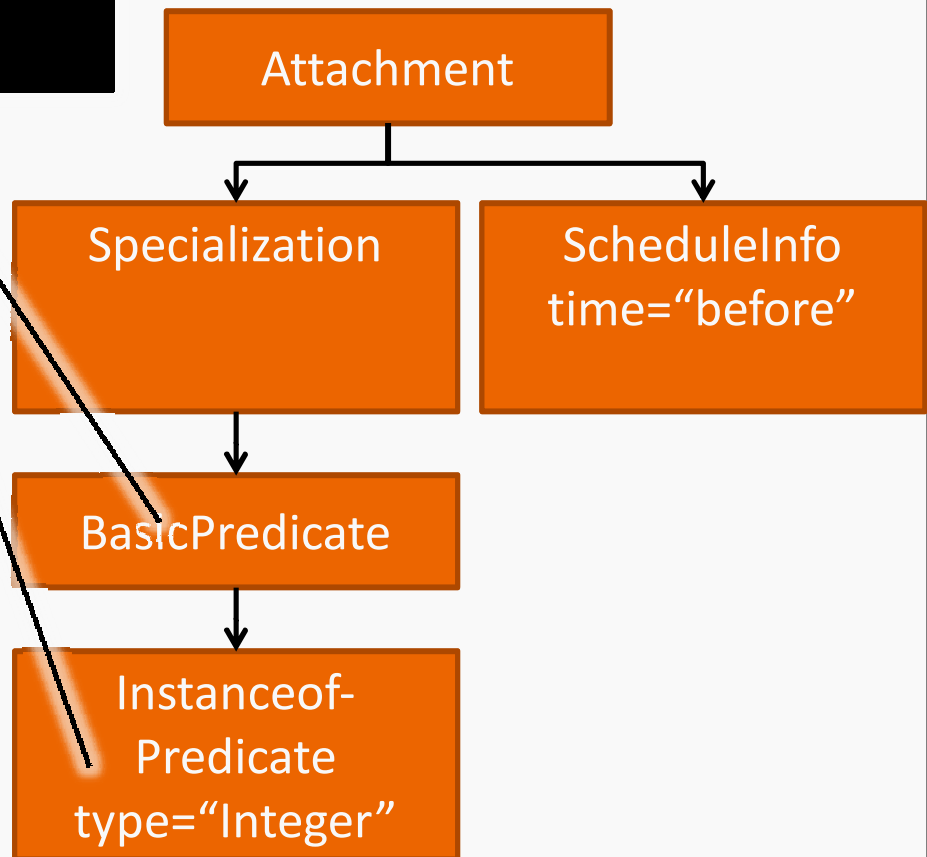 Attachment
Specialization
ScheduleInfo
time=“before”
BasicPredicate
Instanceof-
Predicate
type=“Integer”